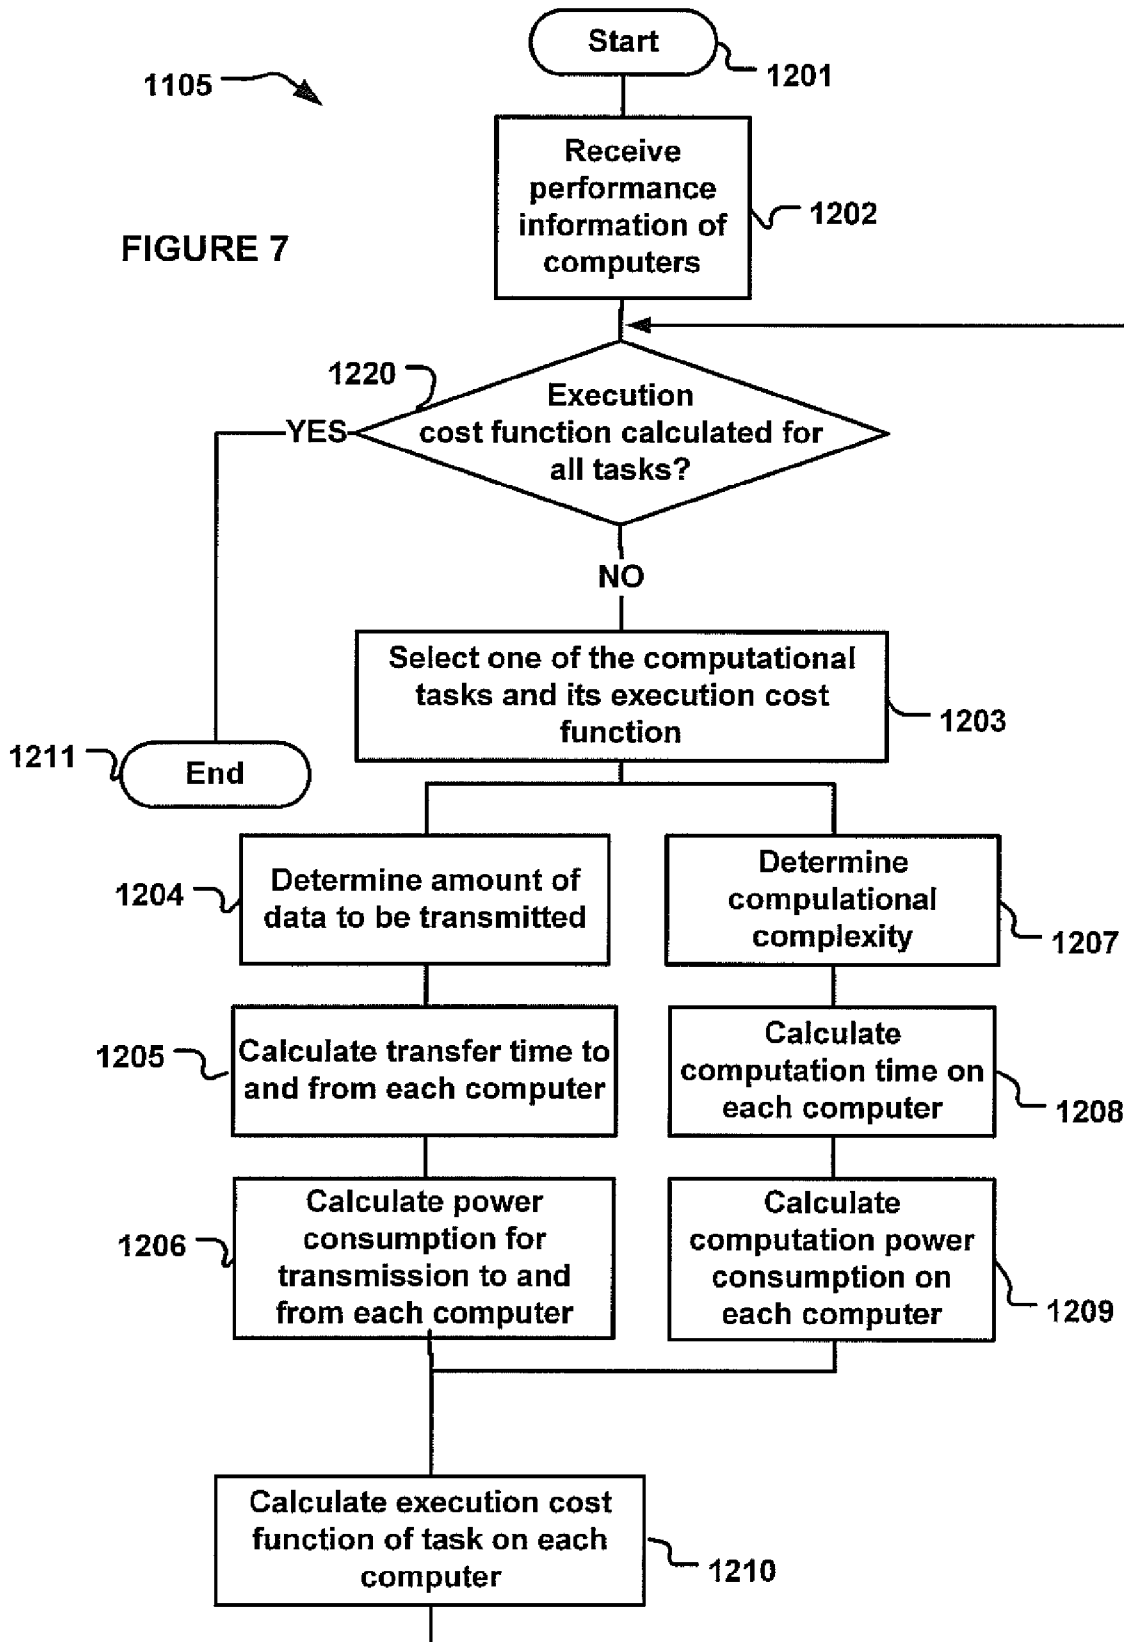 Start
1201
1105
Receive
performance
information of
computers
1202
FIGURE 7
1220
Execution
cost function calculated for
all tasks?
YES
NO
Select one of the computational
tasks and its execution cost
function
1203
1211
End
1204
Determine amount of
data to be transmitted
Determine
compulational
complexity
1207
1205
Calculate transfer time to
and from each computer
Calculate
computation time on
each computer
1208
1206
Calculate power
consumption for
transmission to and
from each computer
Calculate
computation power
consumption on
each computer
1209
Calculate execution cost
function of task on each
computer
1210